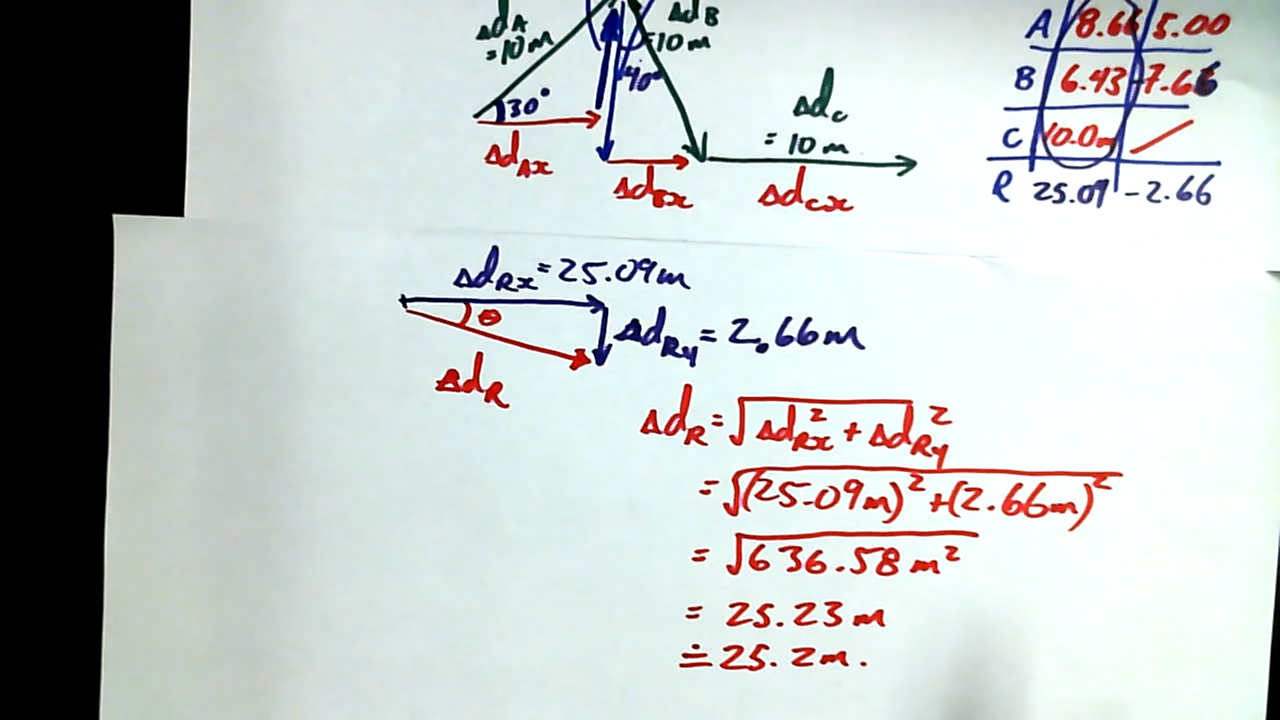 Δd_A
= 10m
Δd_B
= 10m
30°
40°
Δd_Ax
Δd_Bx
Δd_C
= 10m
Δd_Cx
A 8.66 5.00
B 6.43 -7.66
C 10.0m
R 25.09 -2.66
Δd_Rx = 25.09m
θ
Δd_Ry = 2.66m
Δd_R
Δd_R = √Δd_Rx² + Δd_Ry²
= √(25.09m)² + (2.66m)²
= √636.58 m²
= 25.23 m
≐ 25.2m.